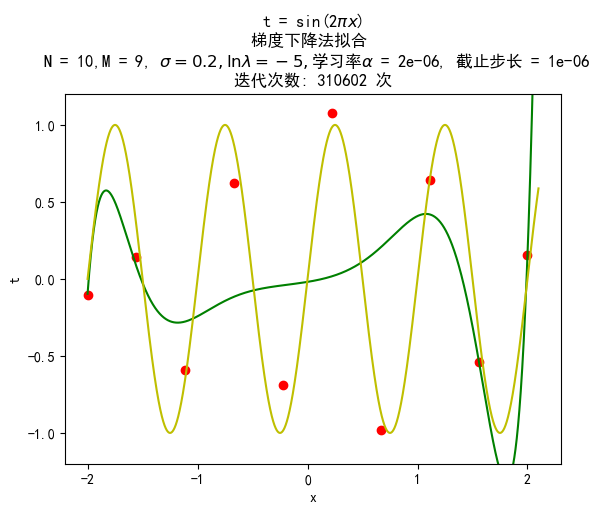 t = sin(2πx)
梯度下降法拟合
N = 10,M = 9, σ = 0.2, lnλ = −5, 学习率α = 2e-06, 截止步长 = 1e-06
迭代次数: 310602 次
1.0
0.5
0.0
−0.5
−1.0
t
−2
−1
0
1
2
x